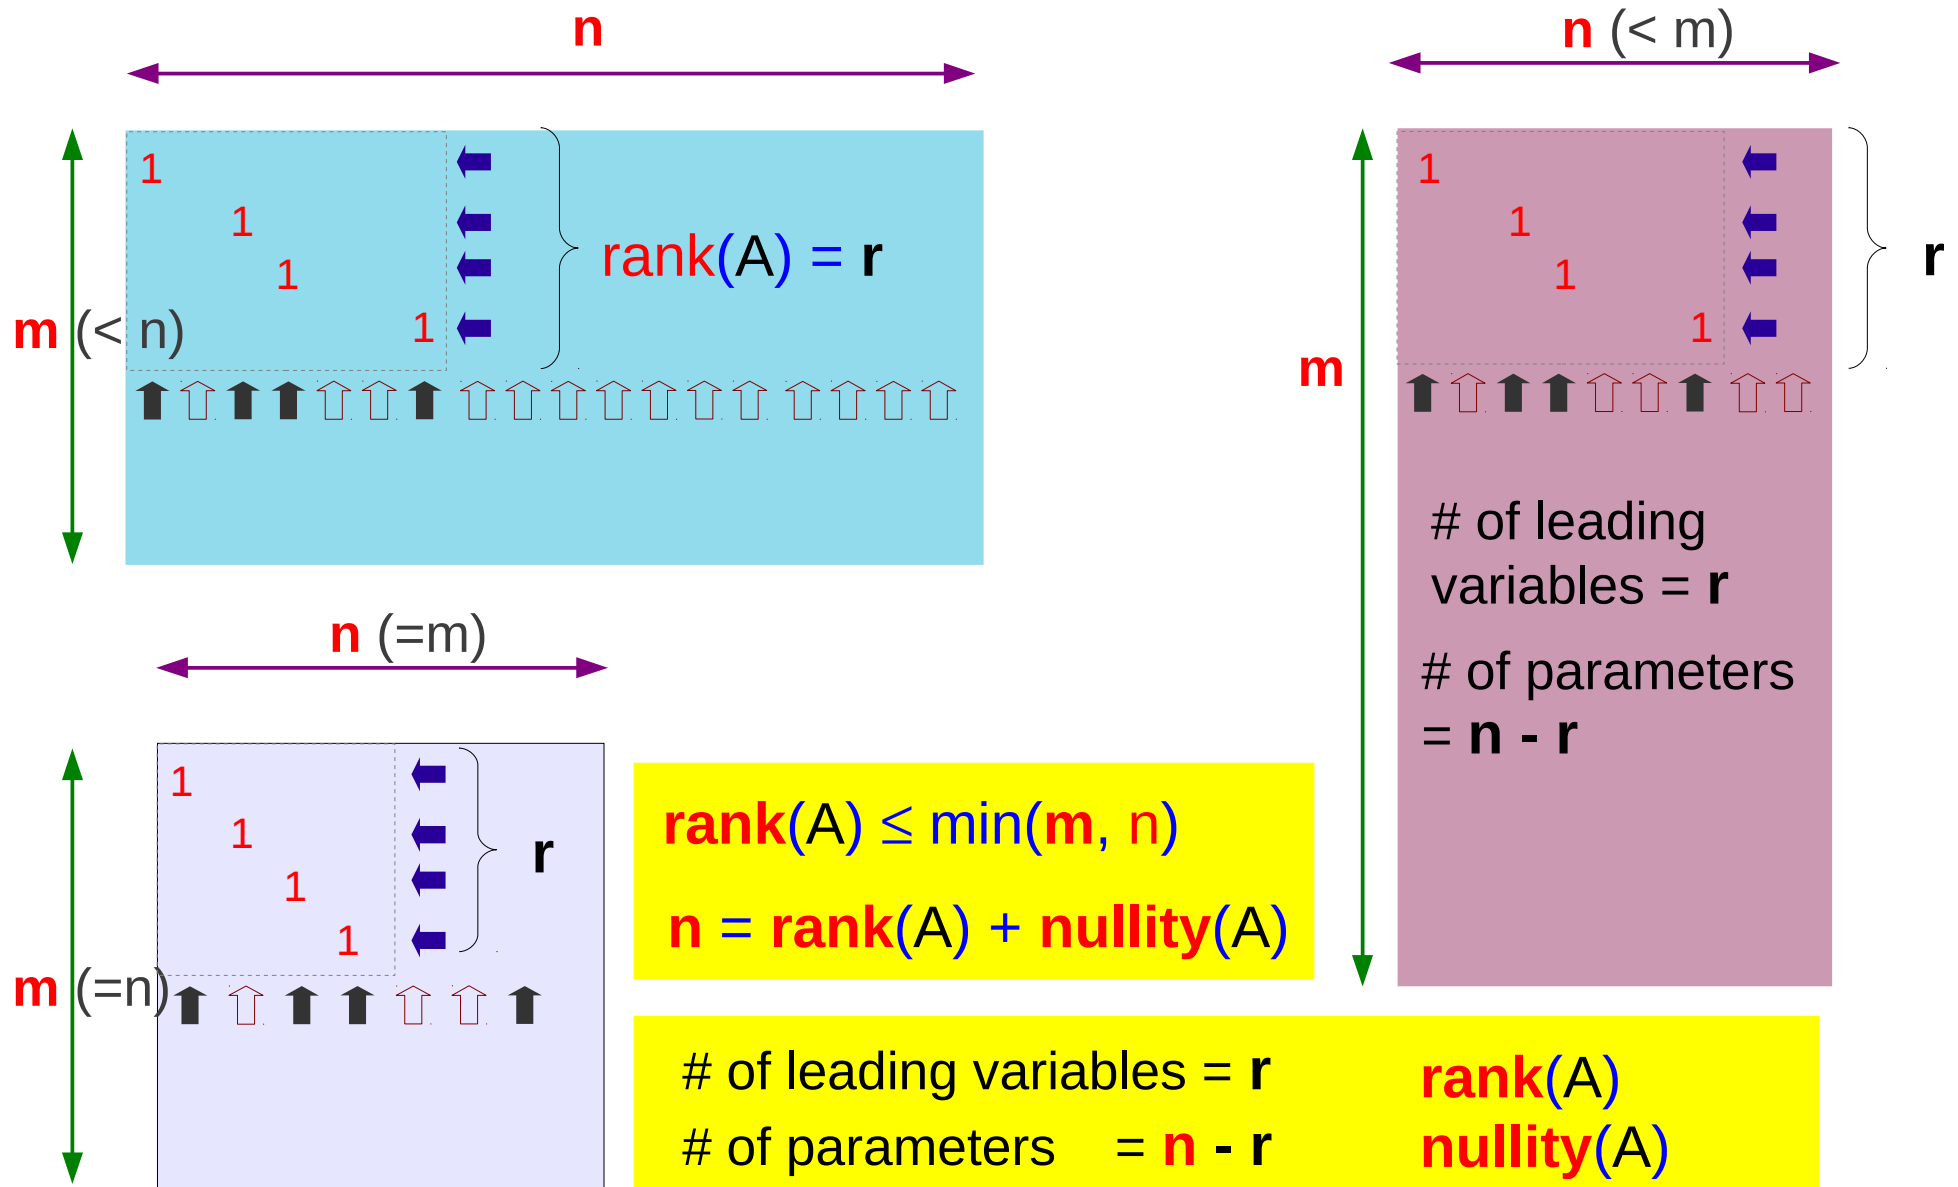 n
1
1
1
1
rank(A) = r
m (< n)
n (< m)
1
1
1
1
r
m
# of leading
variables = r
# of parameters
= n - r
n (=m)
1
1
1
1
r
m (=n)
rank(A) ≤ min(m, n)
n = rank(A) + nullity(A)
# of leading variables = r rank(A)
# of parameters = n - r nullity(A)